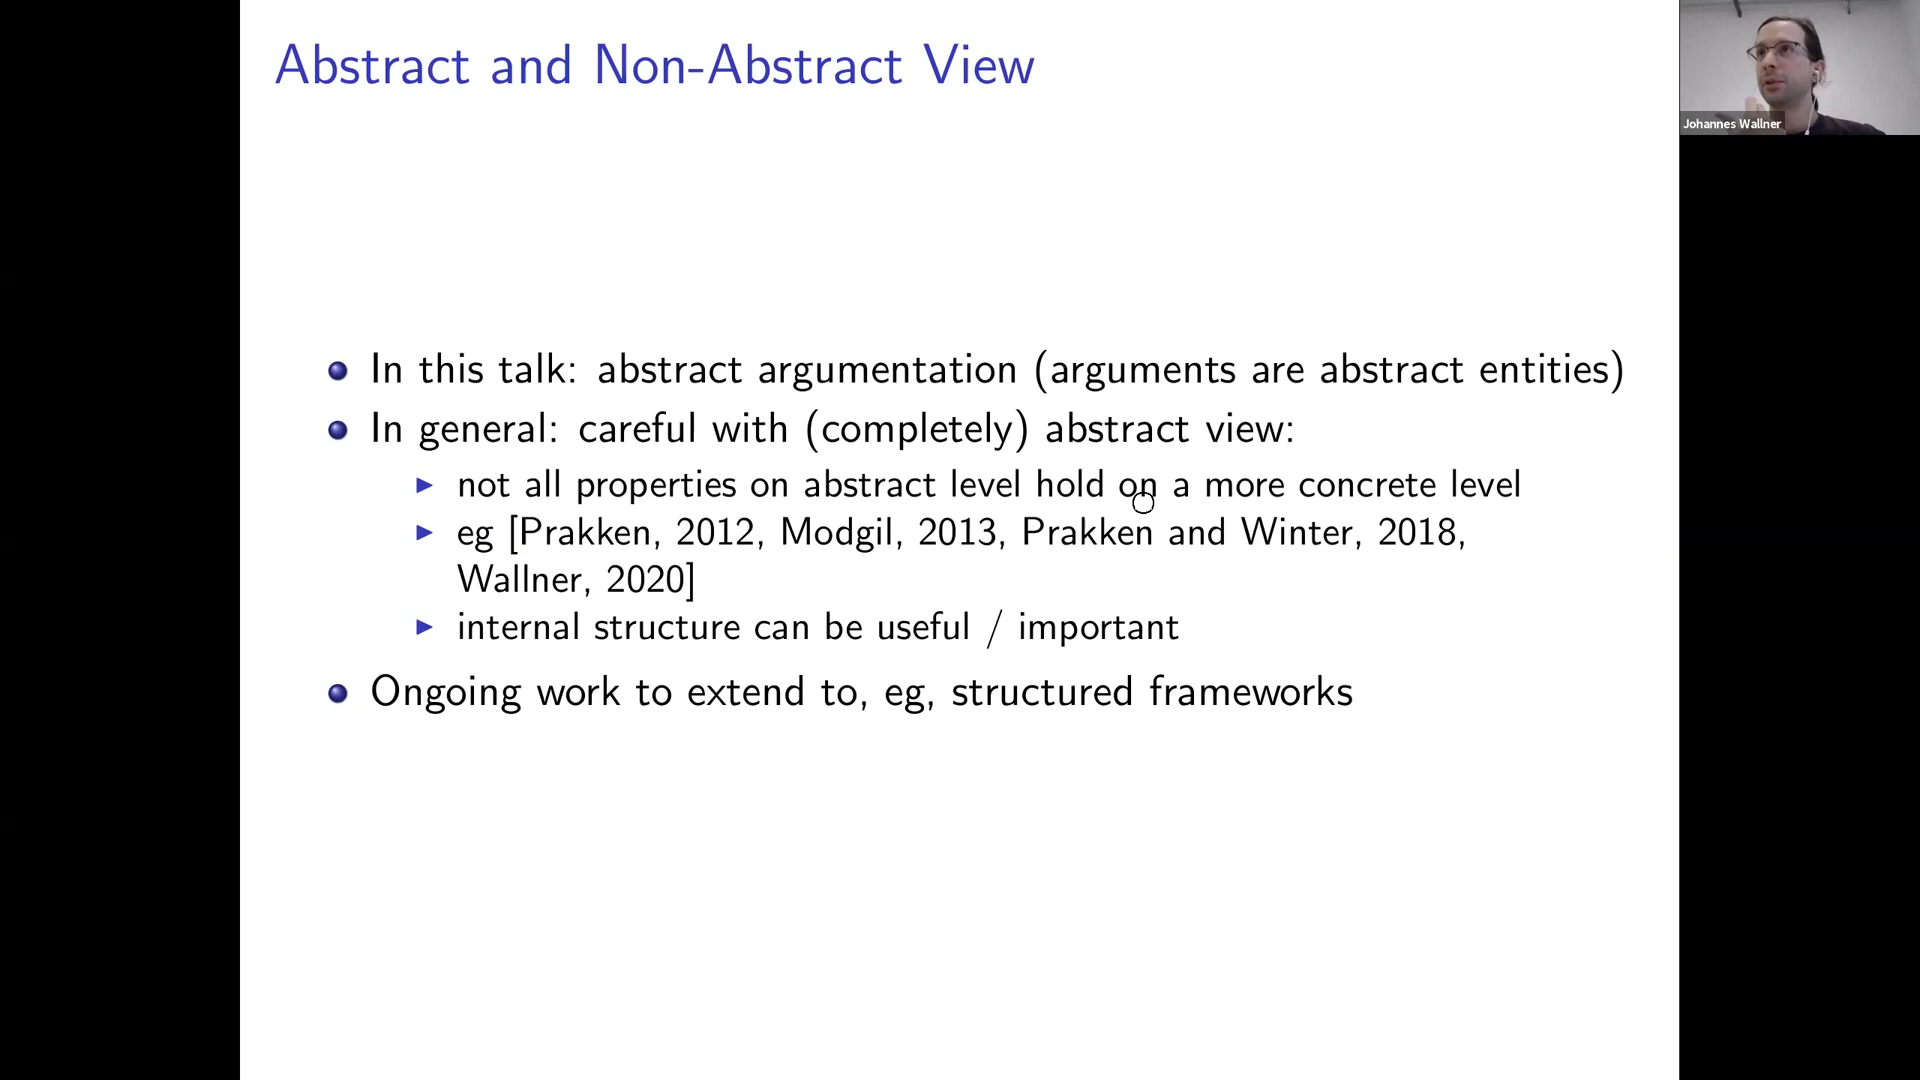 Abstract and Non-Abstract View
Johannes Wallner
In this talk: abstract argumentation (arguments are abstract entities)
In general: careful with (completely) abstract view:
not all properties on abstract level hold on a more concrete level
eg [Prakken, 2012, Modgil, 2013, Prakken and Winter, 2018,
Wallner, 2020]
internal structure can be useful / important
Ongoing work to extend to, eg, structured frameworks